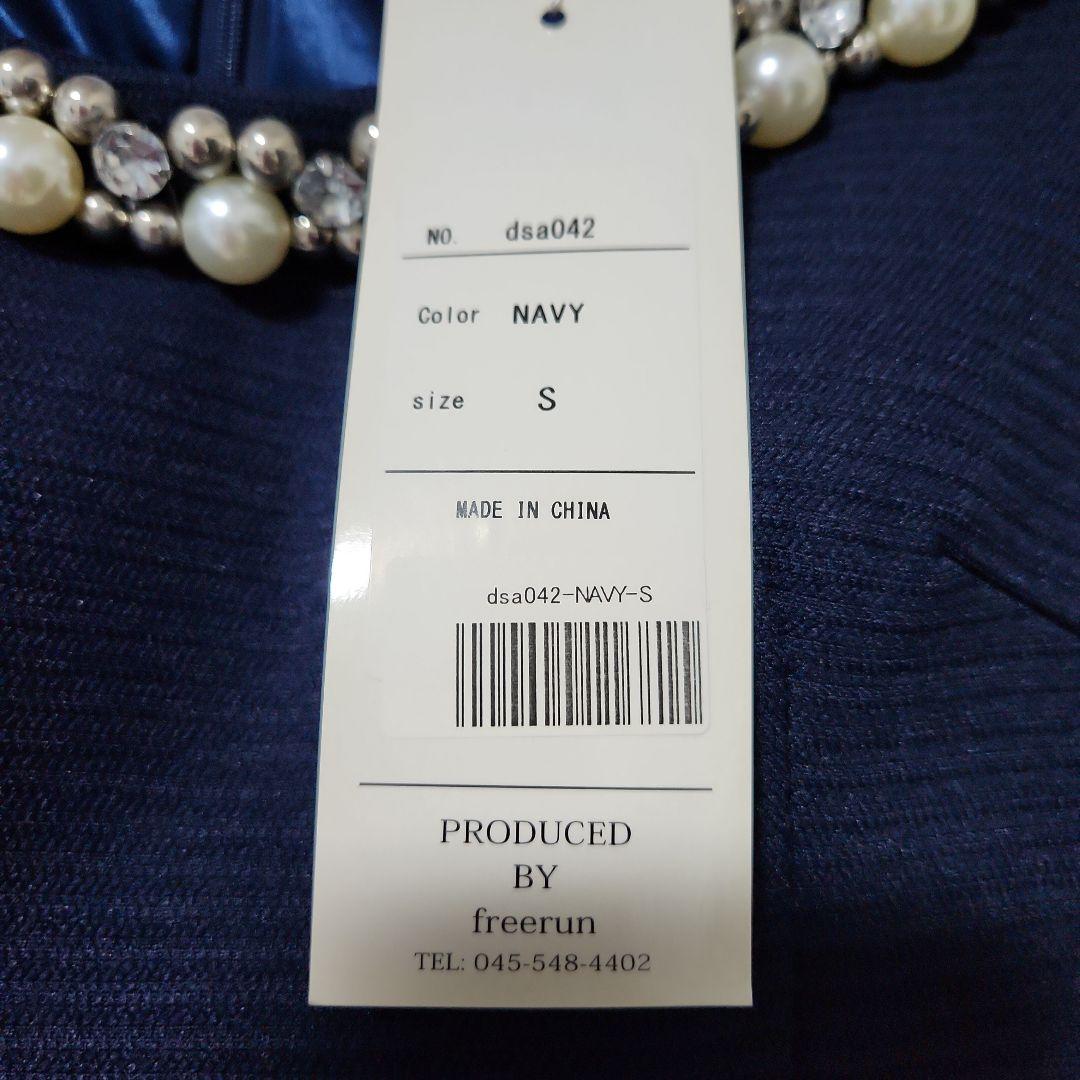 NO. dsa042
Color NAVY
size S
MADE IN CHINA
dsa042-NAVY-S
PRODUCED
BY
freerun
TEL: 045-548-4402